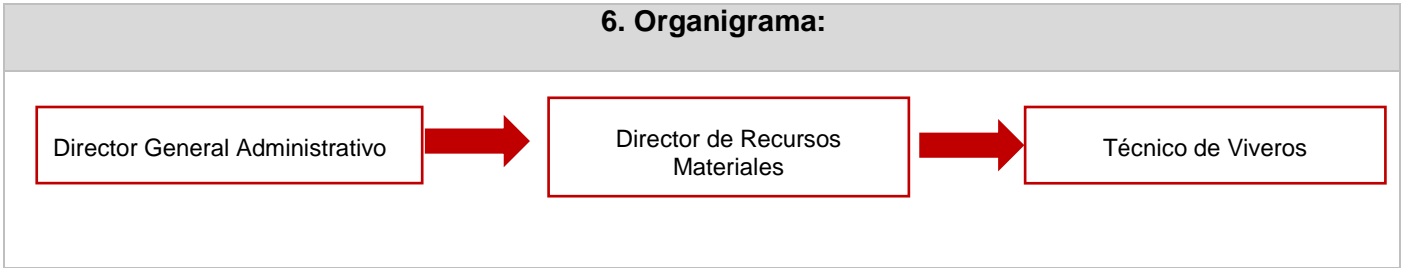 6. Organigrama:
Director General Administrativo
Director de Recursos
Materiales
Técnico de Viveros